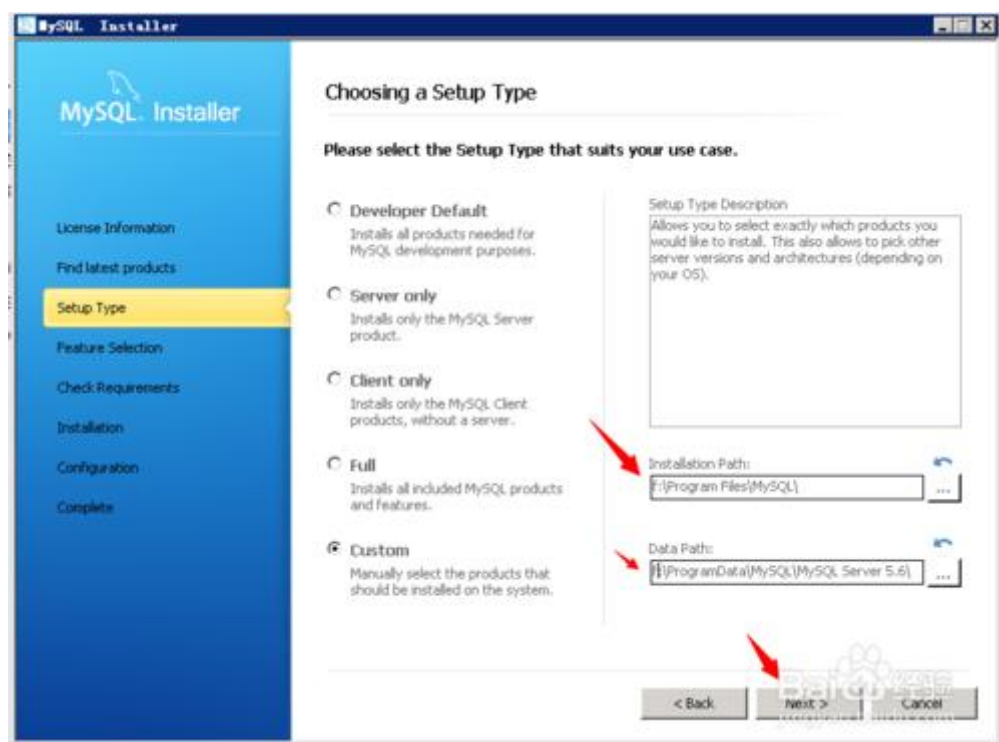 MySQL Installer
MySQL. Installer
License Information
Find latest products
Setup Type
Feature Selection
Check Requirements
Installation
Configuration
Complete
Choosing a Setup Type
Please select the Setup Type that suits your use case.
Developer Default
Installs all products needed for
MySQL development purposes.
Server only
Installs only the MySQL Server
product.
Client only
Installs only the MySQL Client
products, without a server.
Full
Installs all included MySQL products
and features.
Custom
Manually select the products that
should be installed on the system.
Setup Type Description
Allows you to select exactly which products you
would like to install. This also allows to pick other
server versions and architectures (depending on
your OS).
Installation Path:
f:\Program Files\MySQL\
...
Data Path:
f:\ProgramData\MySQL\MySQL Server 5.6\
...
< Back
Next >
Cancel
Baidu 经验
jingyan.baidu.com